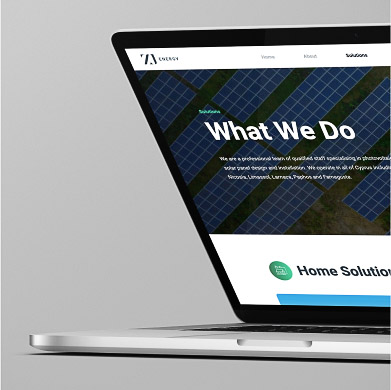 ZA ENERGY
Home About Solutions
Solutions
What We Do
We are a professional team of qualified staff specialising in photovoltaic
solar panel design and installation. We operate in all of Cyprus including
Nicosia, Limassol, Larnaca, Paphos and Famagusta.
Home Solution